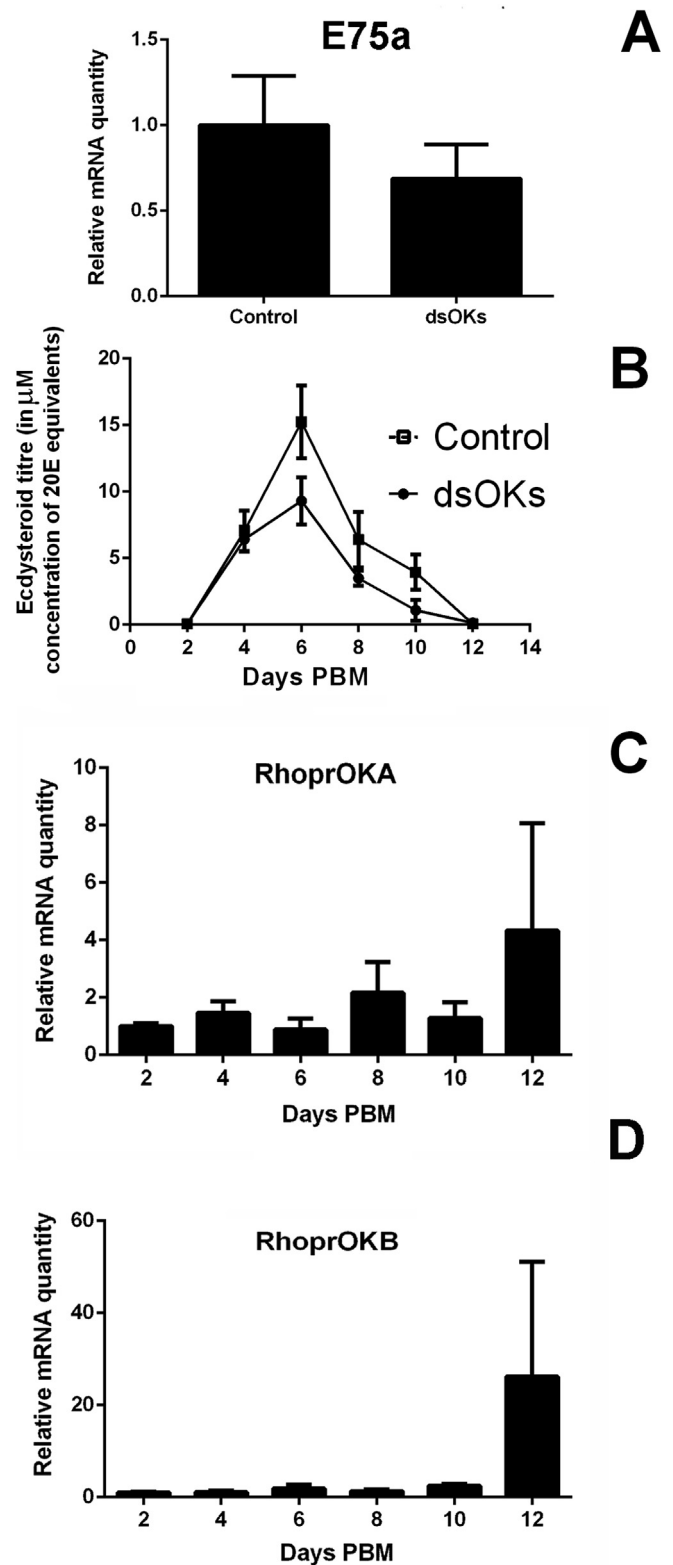 E75a
A
Relative mRNA quantity
1.5
1.0
0.5
0.0
Control
dsOKs
B
Ecdysteroid titre (in μM
concentration of 20E equivalents)
20
15
10
5
0
Control
dsOKs
0 2 4 6 8 10 12 14
Days PBM
C
RhoprOKA
Relative mRNA quantity
10
8
6
4
2
0
2 4 6 8 10 12
Days PBM
D
RhoprOKB
Relative mRNA quantity
60
40
20
0
2 4 6 8 10 12
Days PBM